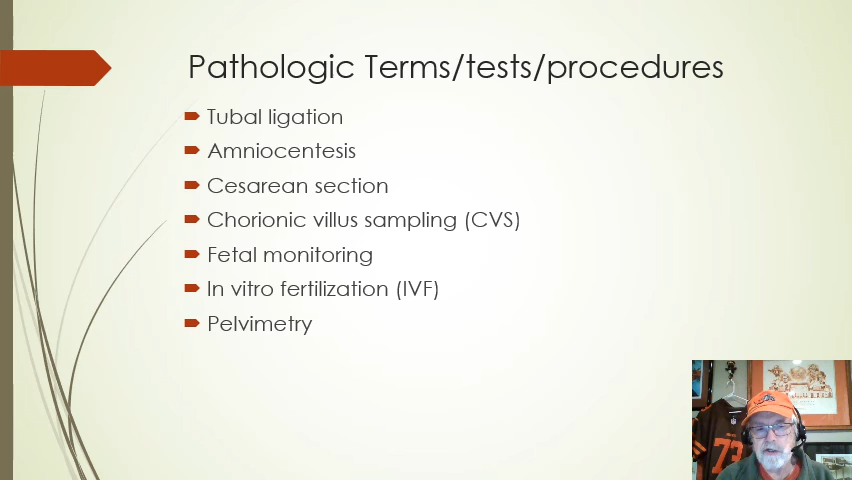 Pathologic Terms/tests/procedures
Tubal ligation
Amniocentesis
Cesarean section
Chorionic villus sampling (CVS)
Fetal monitoring
In vitro fertilization (IVF)
Pelvimetry
73